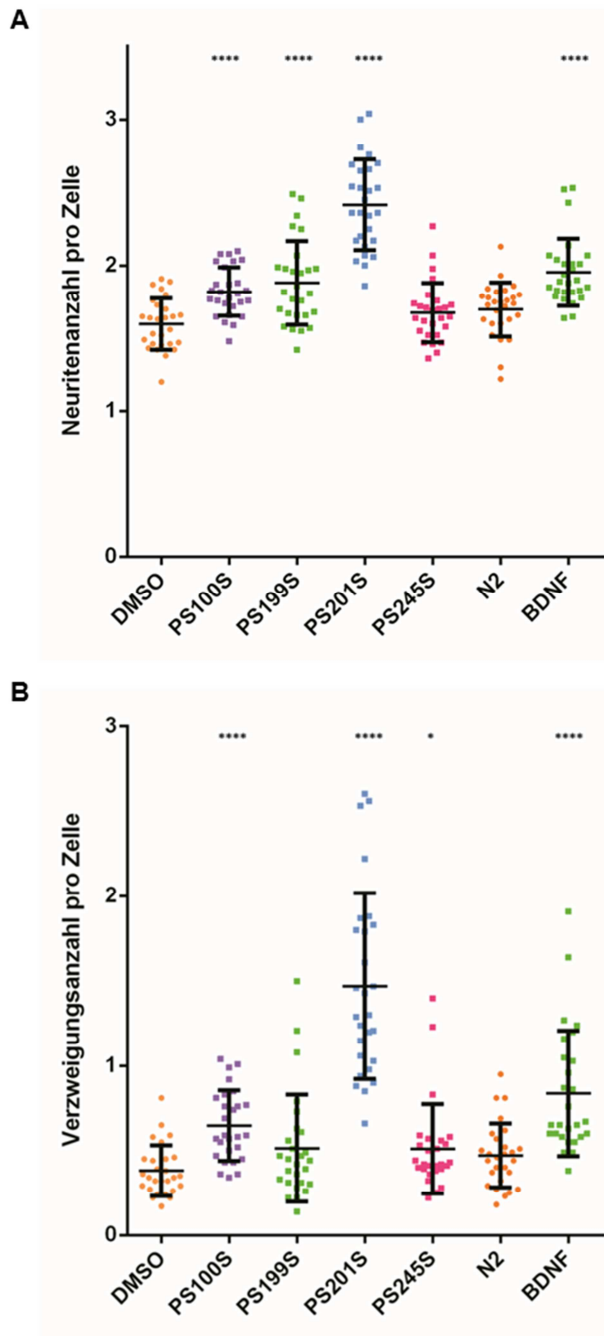 A
**** **** **** ****
Neuritenanzahl pro Zelle
3
2
1
0
DMSO
PS100S
PS199S
PS201S
PS245S
N2
BDNF
B
**** **** * ****
Verzweigungsanzahl pro Zelle
3
2
1
0
DMSO
PS100S
PS199S
PS201S
PS245S
N2
BDNF